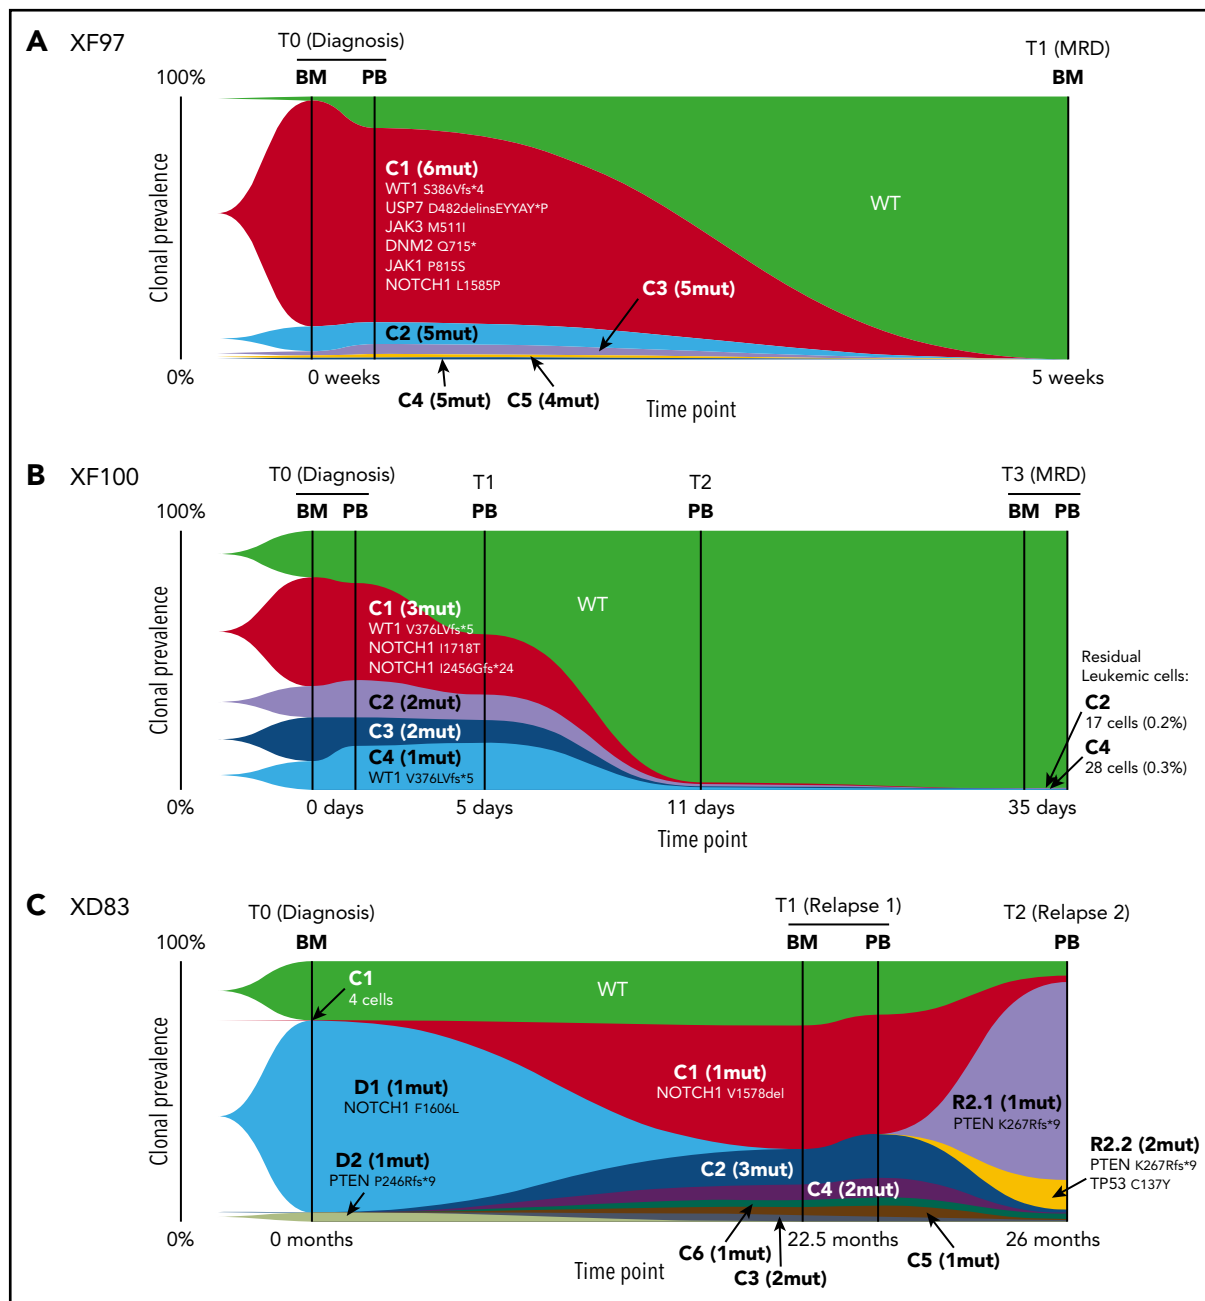 A XF97
T0 (Diagnosis)
T1 (MRD)
BM PB
BM
100%
C1 (6mut)
WT1 S386Vfs*4
USP7 D482delinsEYYAY*P
JAK3 M511I
DNM2 Q715*
JAK1 P815S
NOTCH1 L1585P
WT
C3 (5mut)
C2 (5mut)
Clonal prevalence
0%
0 weeks
5 weeks
C4 (5mut)
C5 (4mut)
Time point
B XF100
T0 (Diagnosis)
T1
T2
T3 (MRD)
BM PB
PB
PB
BM PB
100%
C1 (3mut)
WT1 V376LVfs*5
NOTCH1 I1718T
NOTCH1 I2456Gfs*24
WT
C2 (2mut)
C3 (2mut)
C4 (1mut)
WT1 V376LVfs*5
Residual
Leukemic cells:
C2
17 cells (0.2%)
C4
28 cells (0.3%)
Clonal prevalence
0%
0 days
5 days
11 days
35 days
Time point
C XD83
T0 (Diagnosis)
T1 (Relapse 1)
T2 (Relapse 2)
BM
BM PB
PB
100%
C1
4 cells
WT
D1 (1mut)
NOTCH1 F1606L
C1 (1mut)
NOTCH1 V1578del
R2.1 (1mut)
PTEN K267Rfs*9
D2 (1mut)
PTEN P246Rfs*9
C2 (3mut)
C4 (2mut)
R2.2 (2mut)
PTEN K267Rfs*9
TP53 C137Y
Clonal prevalence
0%
0 months
22.5 months
26 months
C6 (1mut)
C3 (2mut)
C5 (1mut)
Time point